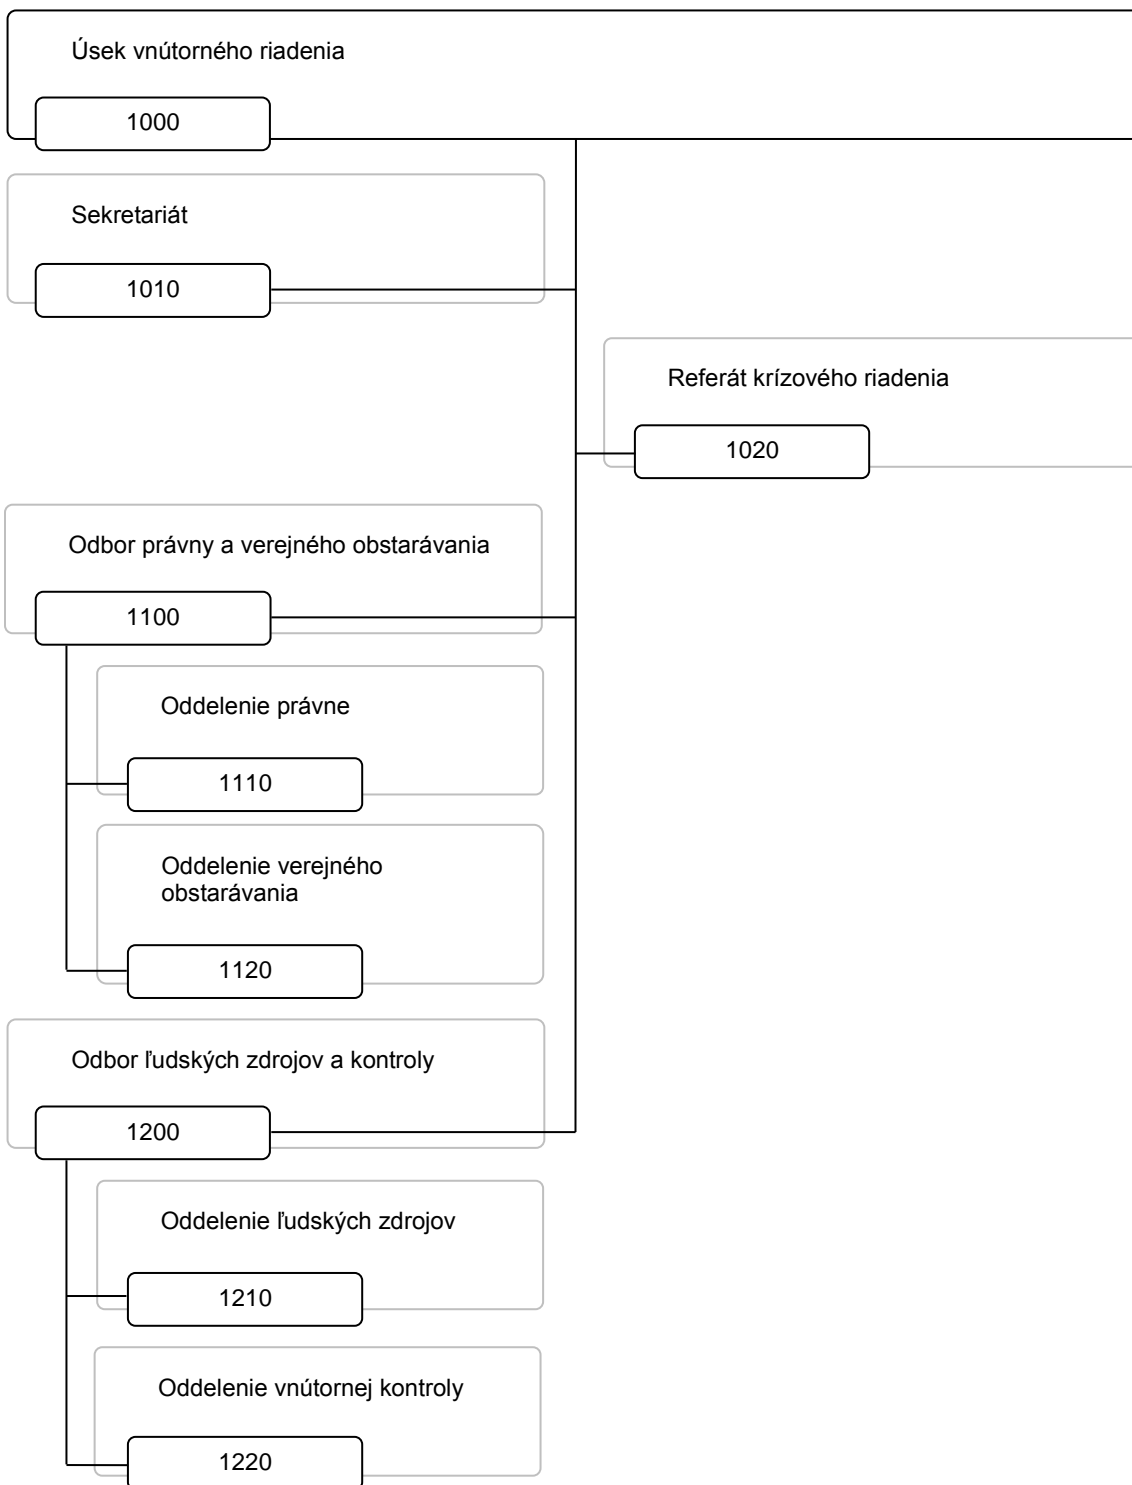 Úsek vnútorného riadenia
1000
Sekretariát
1010
Referát krízového riadenia
1020
Odbor právny a verejného obstarávania
1100
Oddelenie právne
1110
Oddelenie verejného
obstarávania
1120
Odbor ľudských zdrojov a kontroly
1200
Oddelenie ľudských zdrojov
1210
Oddelenie vnútornej kontroly
1220